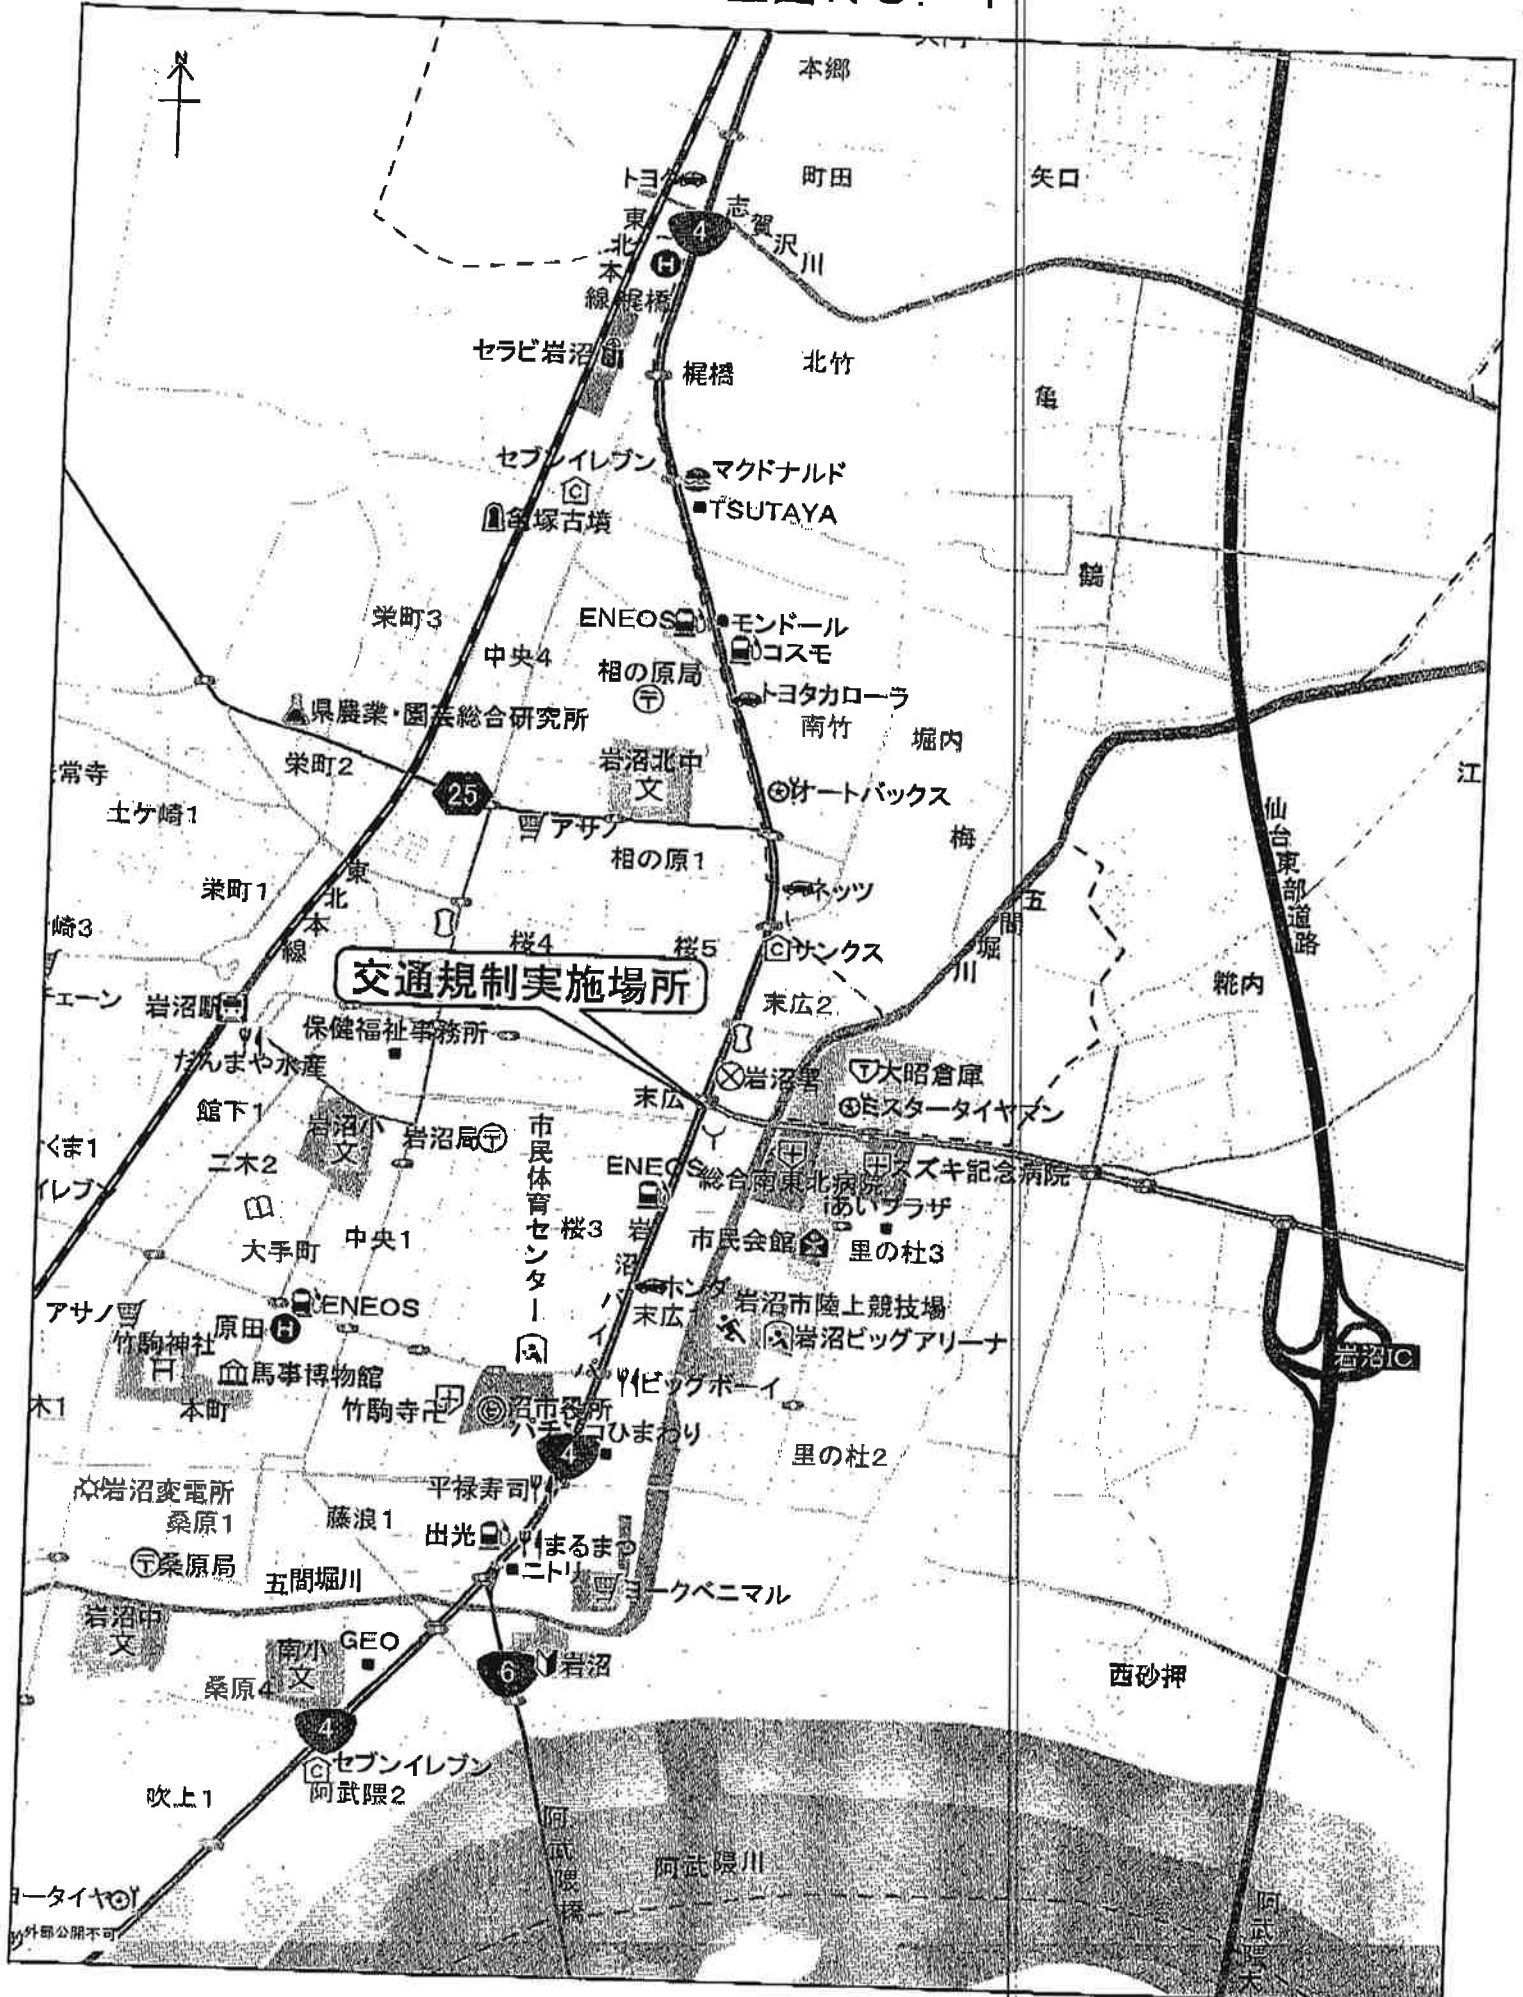 N
本郷
トヨタ
町田
矢口
東北本線
4
志賀沢川
H
梶橋
セラビ岩沼
梶橋
北竹
亀
セブンイレブン
C
マクドナルド
TSUTAYA
亀塚古墳
鶴
栄町3
ENEOS
モンドール
中央4
コスモ
相の原局
トヨタカローラ
県農業・園芸総合研究所
南竹
堀内
栄町2
岩沼北中
文
常寺
江
25
オートバックス
土ケ崎1
アサノ
仙台東部道路
梅
相の原1
東北本線
栄町1
ネッツ
五間堀川
崎3
桜4
桜5
C
サンクス
交通規制実施場所
糀内
チェーン
岩沼駅
末広2
保健福祉事務所
だんまや水産
岩沼署
大昭倉庫
末広
ミスタータイヤマン
館下1
岩沼小
文
岩沼局
市民体育センター
くま1
二木2
ENEOS
総合南東北病院
スズキ記念病院
イレブン
あいプラザ
大手町
中央1
桜3
岩沼バイパス
市民会館
里の杜3
ホンダ
アサノ
ENEOS
末広1
岩沼市陸上競技場
原田
H
竹駒神社
岩沼ビッグアリーナ
岩沼IC
馬事博物館
ビッグボーイ
木1
本町
竹駒寺卍
沼市役所
パチンコひまわり
4
里の杜2
岩沼変電所
平禄寿司
桑原1
藤浪1
出光
まるまつ
ニトリ
桑原局
五間堀川
ヨークベニマル
岩沼中
文
南小
文
GEO
6
岩沼
西砂押
桑原4
4
C
セブンイレブン
阿武隈2
吹上1
阿武隈橋
阿武隈川
ヨータイヤ
阿武隈大
外部公開不可